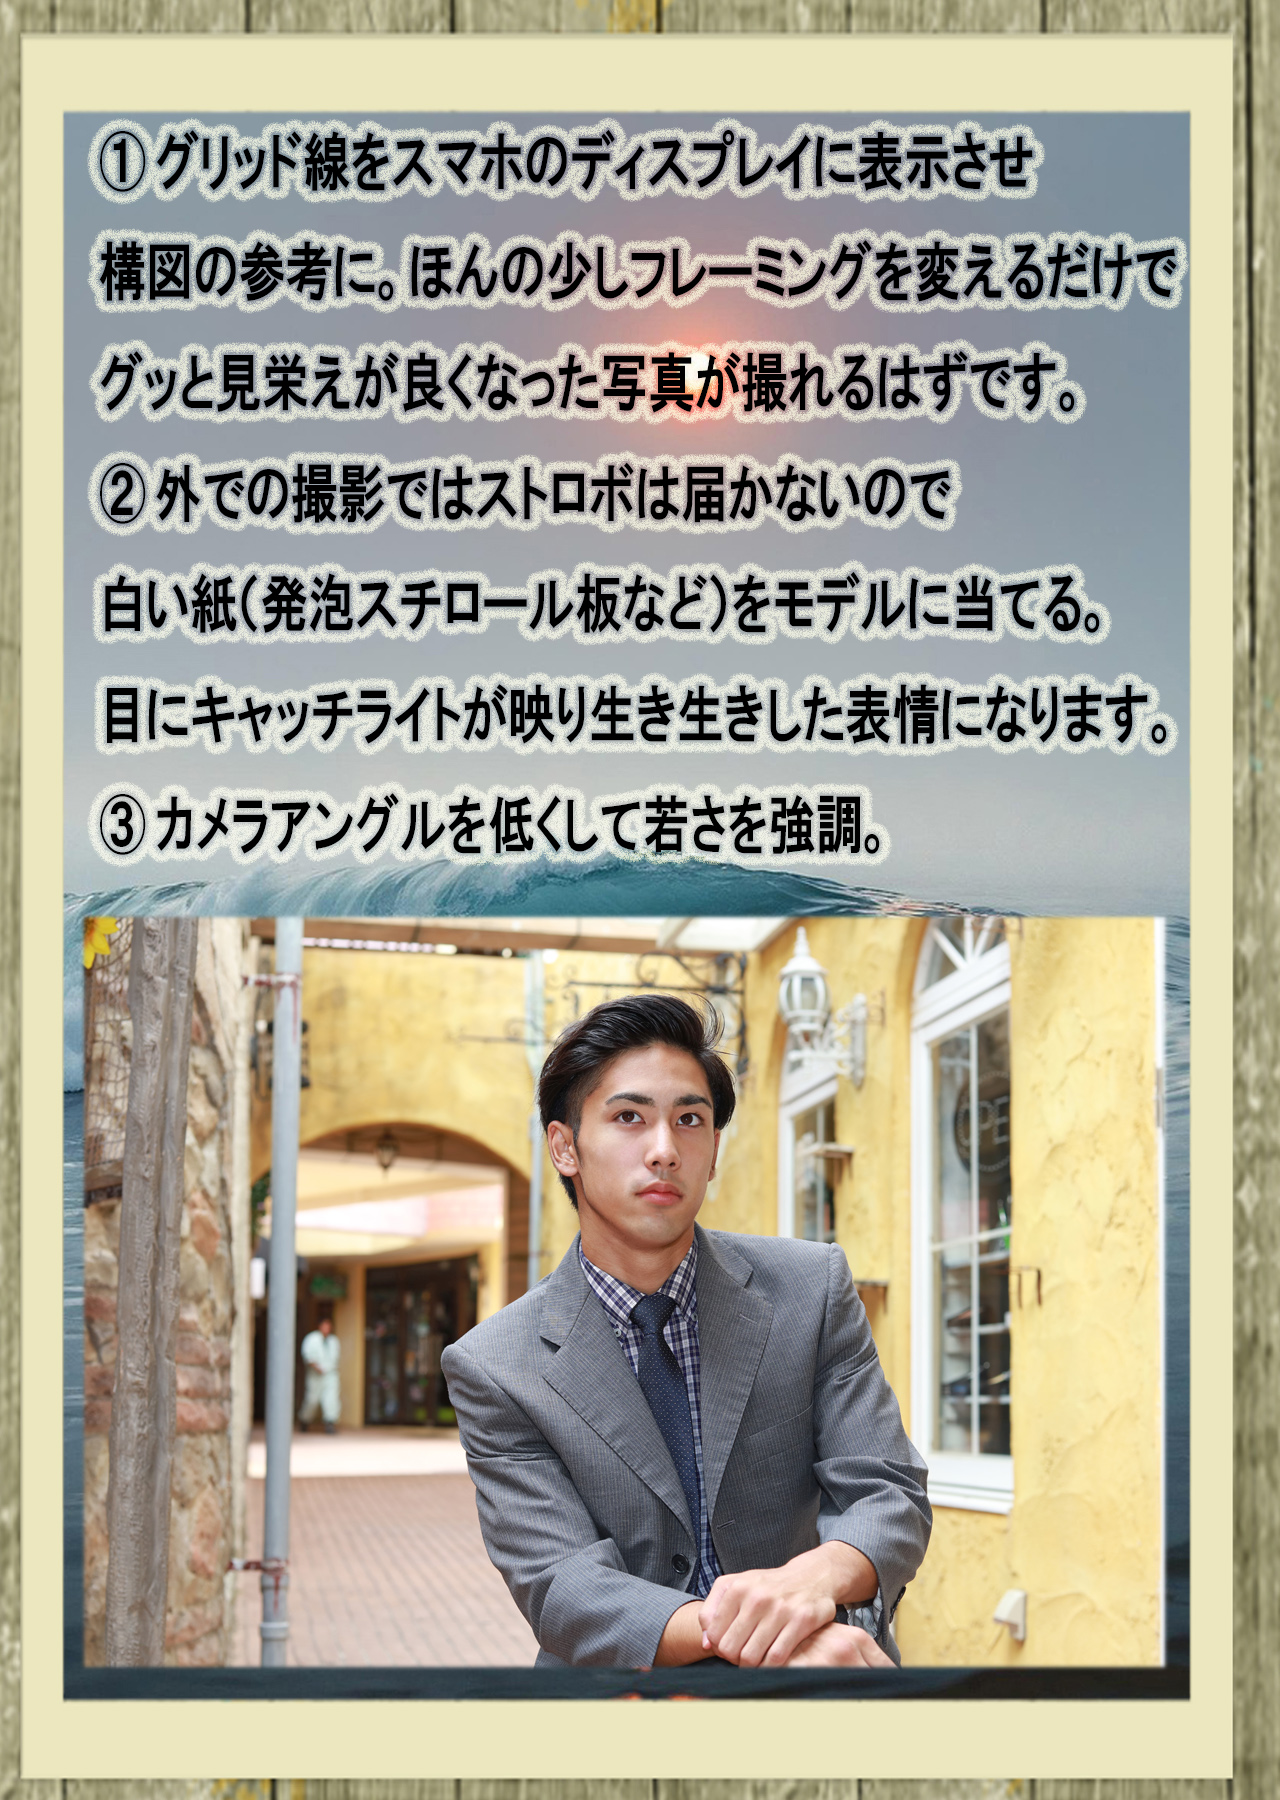 ①グリッド線をスマホのディスプレイに表示させ
構図の参考に。ほんの少しフレーミングを変えるだけで
グッと見栄えが良くなった写真が撮れるはずです。
②外での撮影ではストロボは届かないので
白い紙（発泡スチロール板など）をモデルに当てる。
目にキャッチライトが映り生き生きした表情になります。
③カメラアングルを低くして若さを強調。